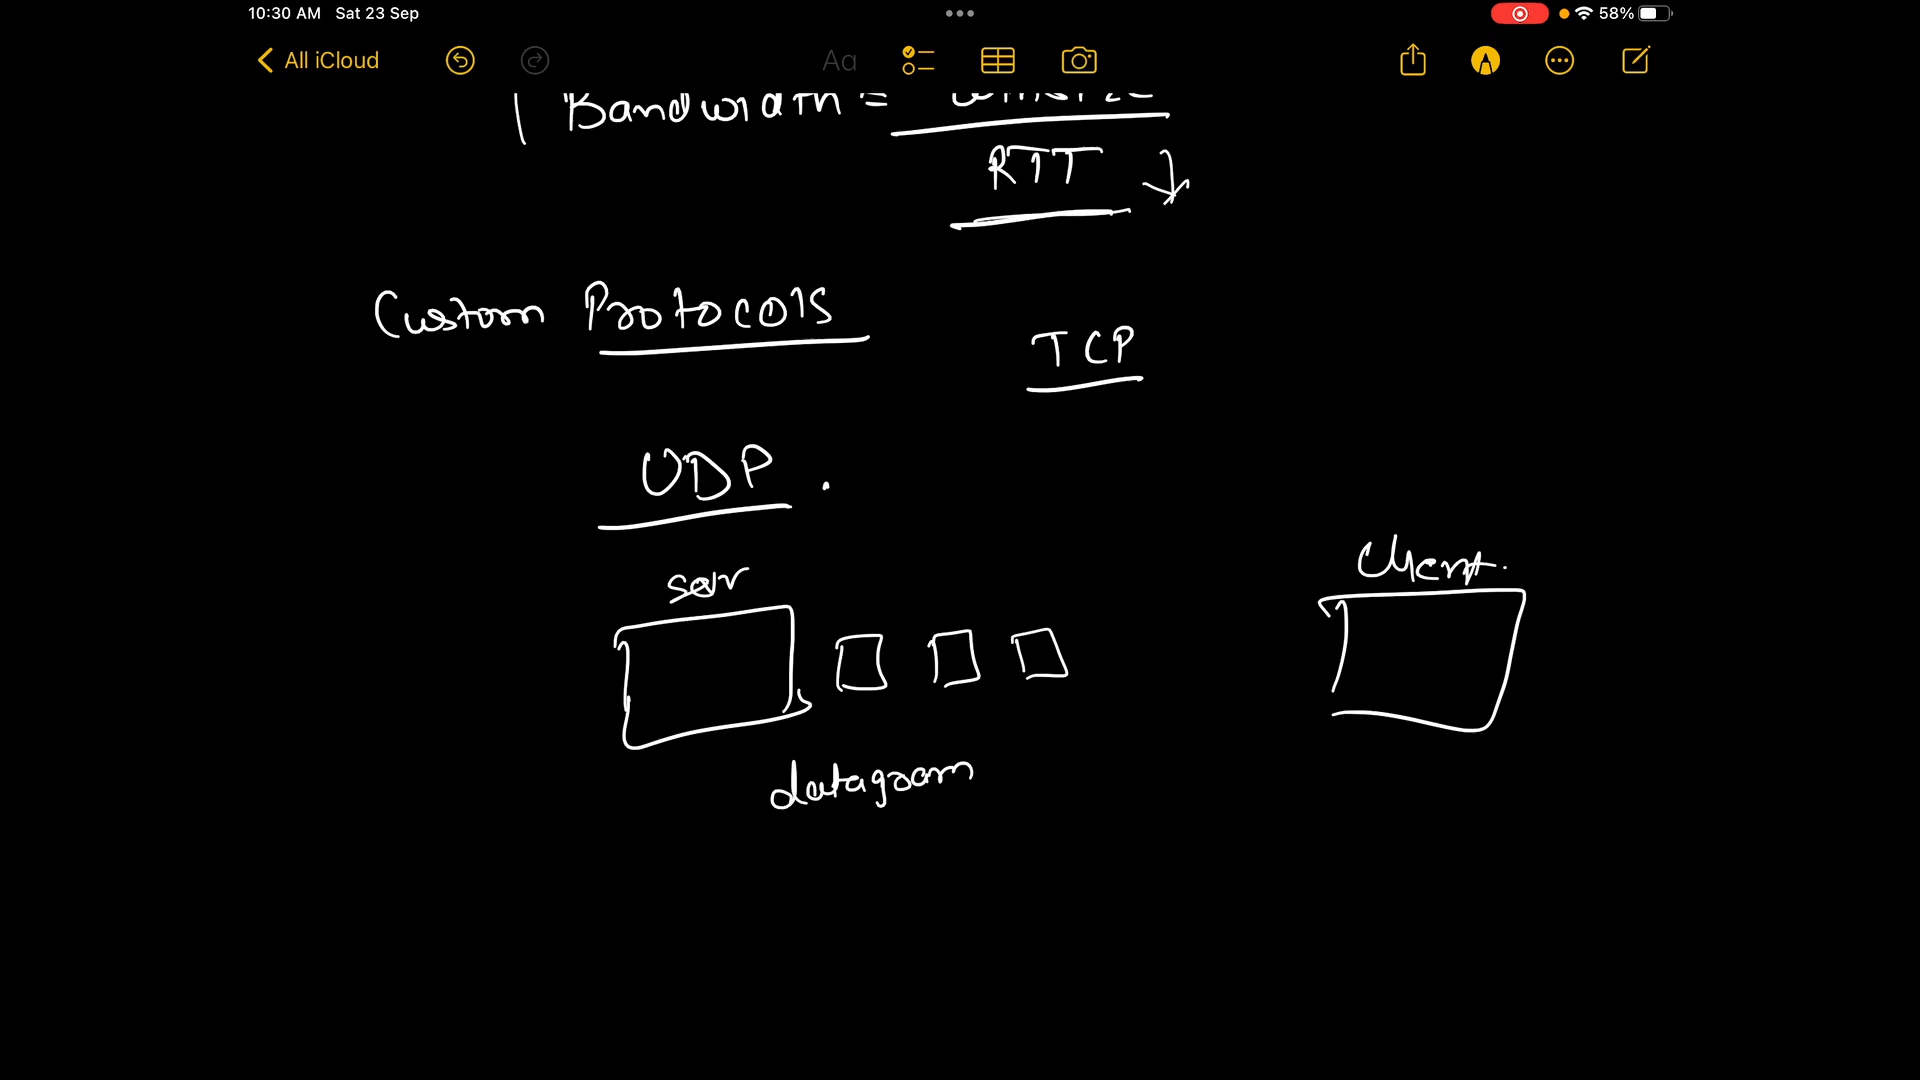 10:30 AM Sat 23 Sep
58%
All iCloud
Aa
Bandwidth =
RTT ↓
Custom Protocols
TCP
UDP .
Client.
ser
datagram